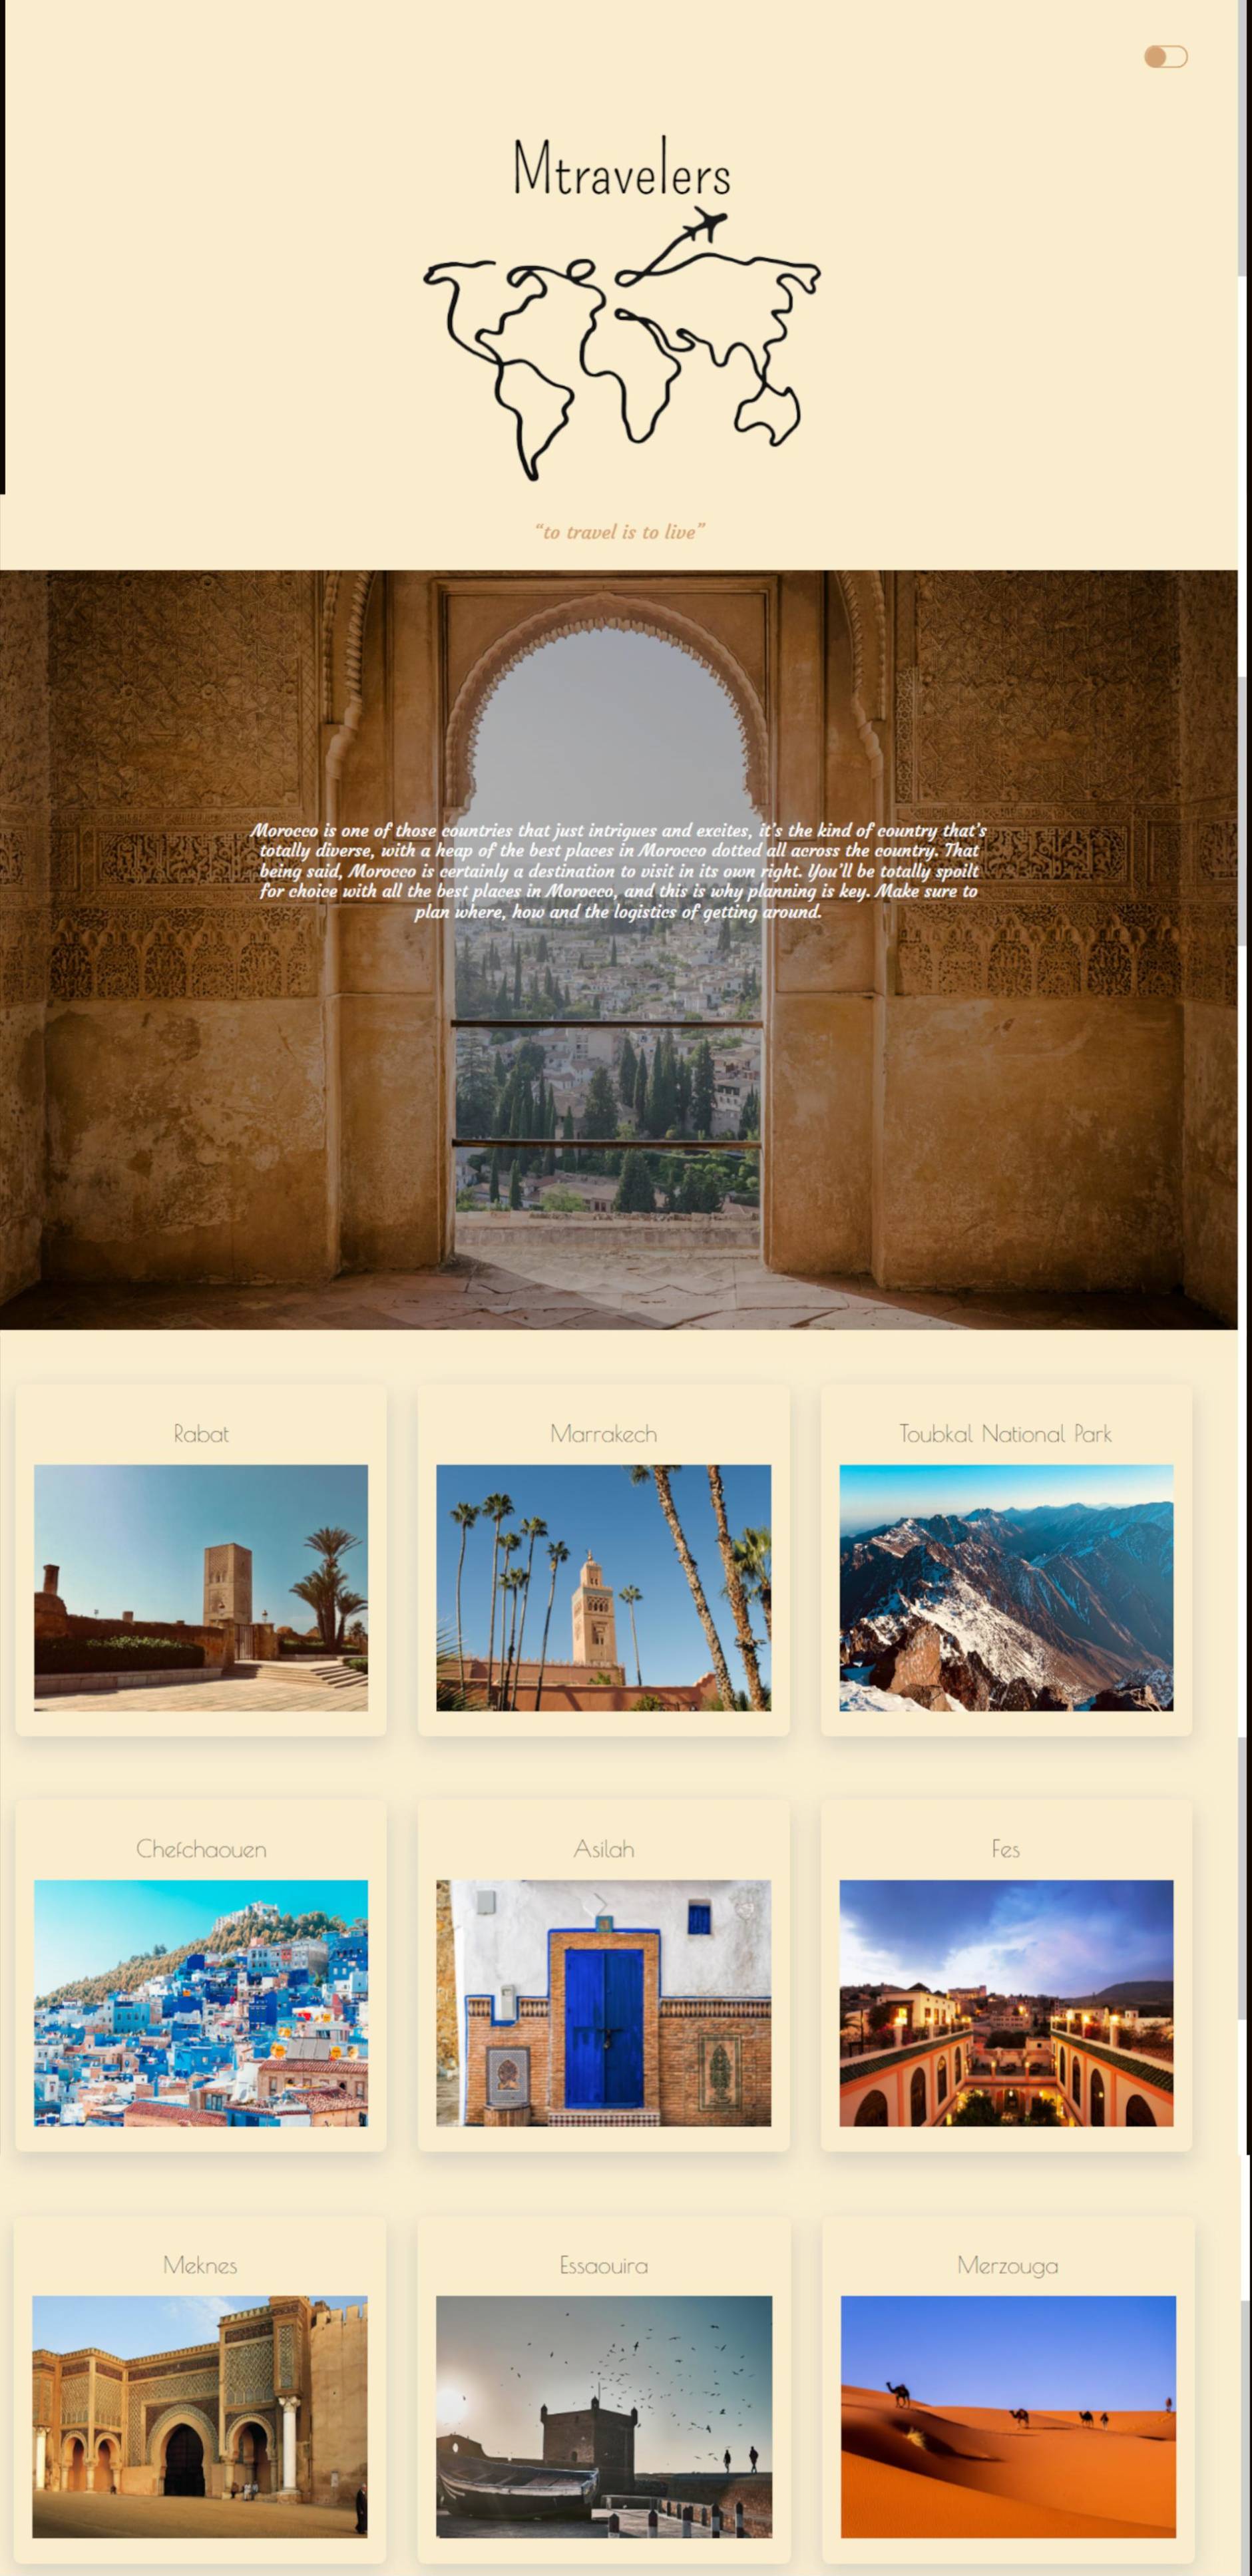 Mtravelers
“to travel is to live”
Morocco is one of those countries that just intrigues and excites, it's the kind of country that's
totally diverse, with a heap of the best places in Morocco dotted all across the country. That
being said, Morocco is certainly a destination to visit in its own right. You'll be totally spoilt
for choice with all the best places in Morocco, and this is why planning is key. Make sure to
plan where, how and the logistics of getting around.
Rabat
Marrakech
Toubkal National Park
Chefchaouen
Asilah
Fes
Meknes
Essaouira
Merzouga